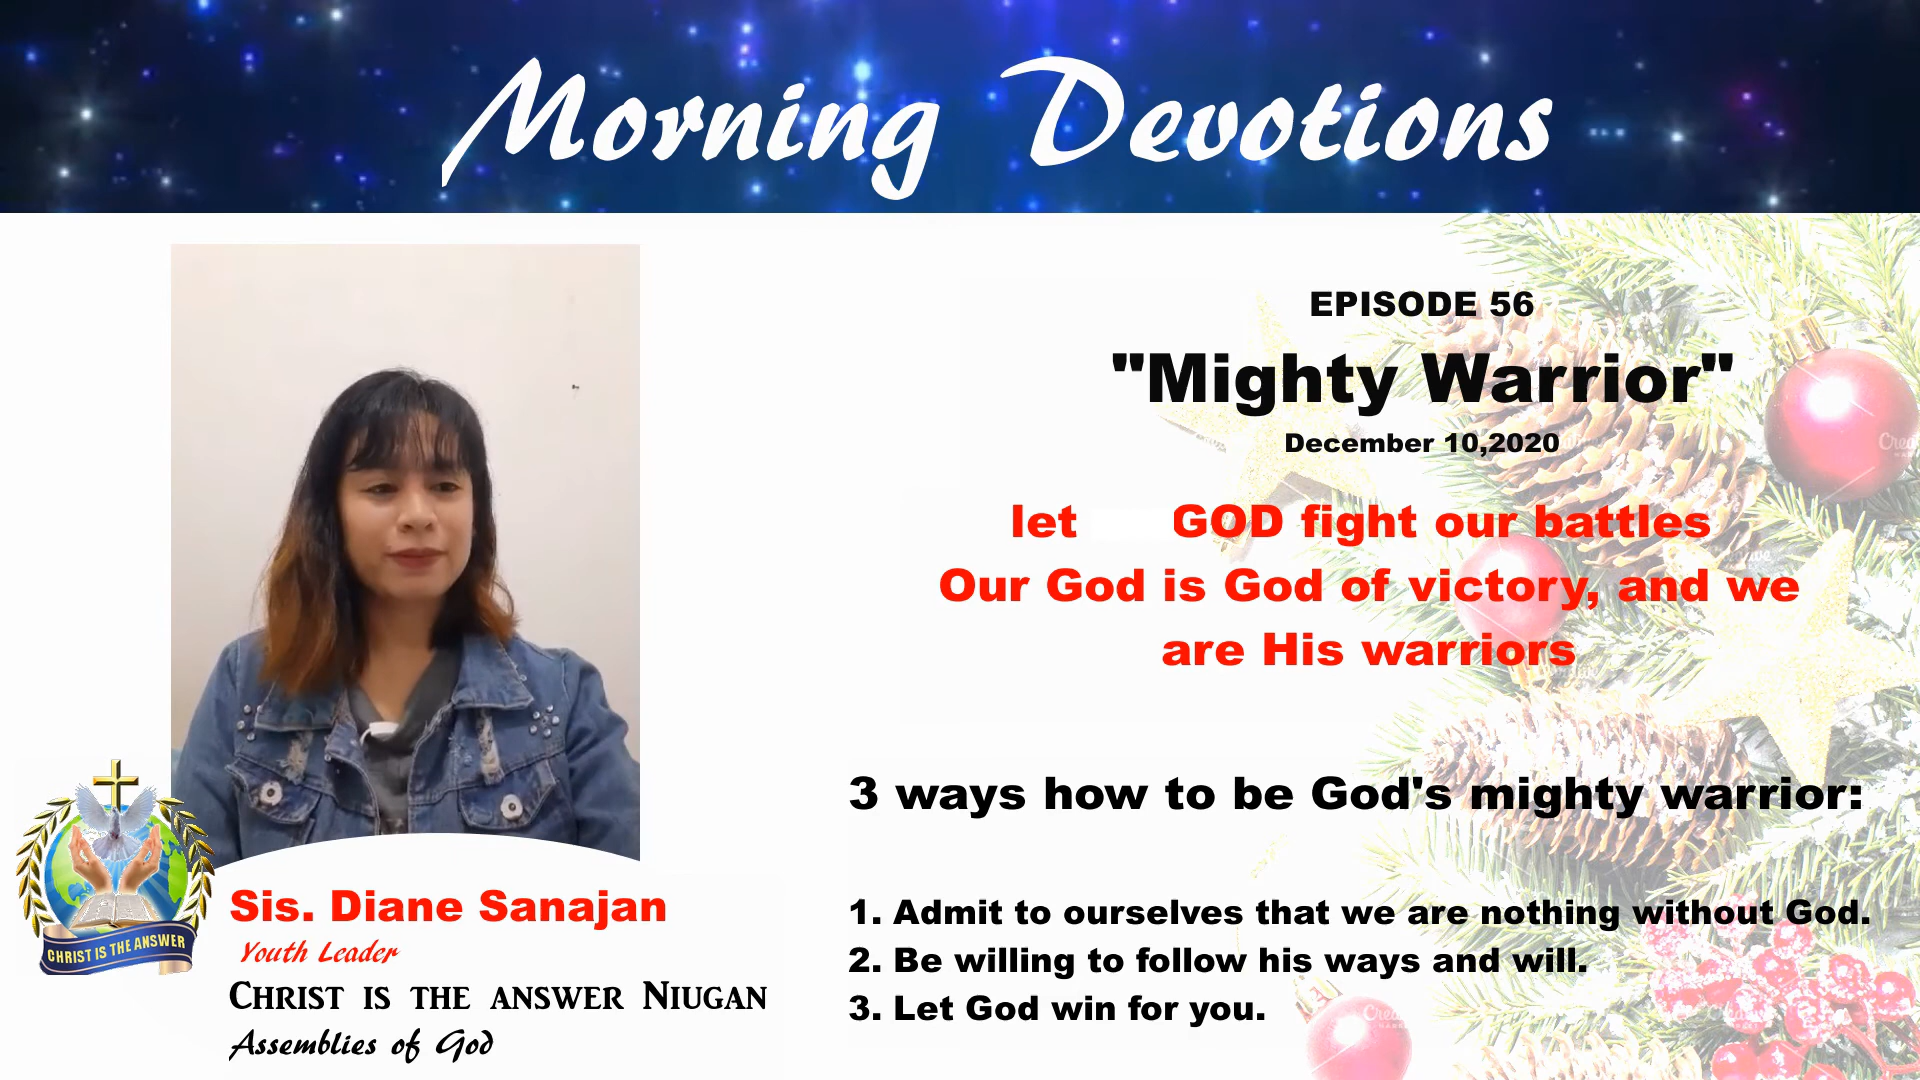 Morning Devotions
EPISODE 56
"Mighty Warrior"
December 10,2020
let GOD fight our battles
Our God is God of victory, and we
are His warriors
3 ways how to be God's mighty warrior:
1. Admit to ourselves that we are nothing without God.
2. Be willing to follow his ways and will.
3. Let God win for you.
CHRIST IS THE ANSWER
Sis. Diane Sanajan
Youth Leader
CHRIST IS THE ANSWER NIUGAN
Assemblies of God